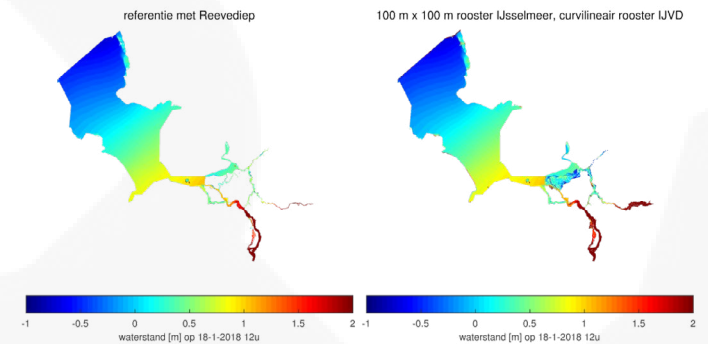 referentie met Reevediep
100 m x 100 m rooster IJsselmeer, curvilineair rooster IJVD
-1 -0.5 0 0.5 1 1.5 2
waterstand [m] op 18-1-2018 12u
-1 -0.5 0 0.5 1 1.5 2
waterstand [m] op 18-1-2018 12u